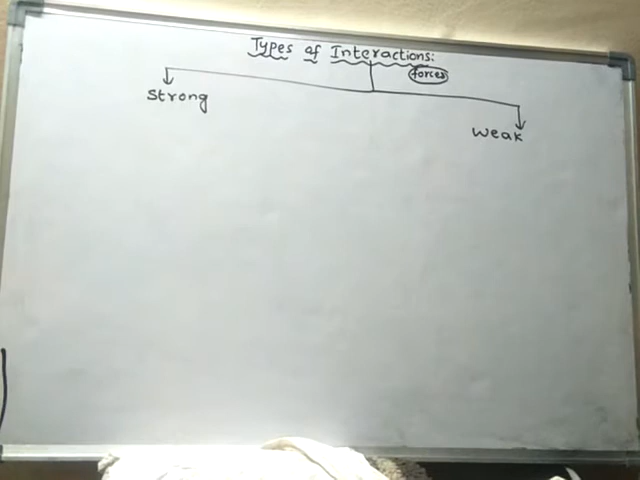 Types of Interactions:
forces
Strong
Weak